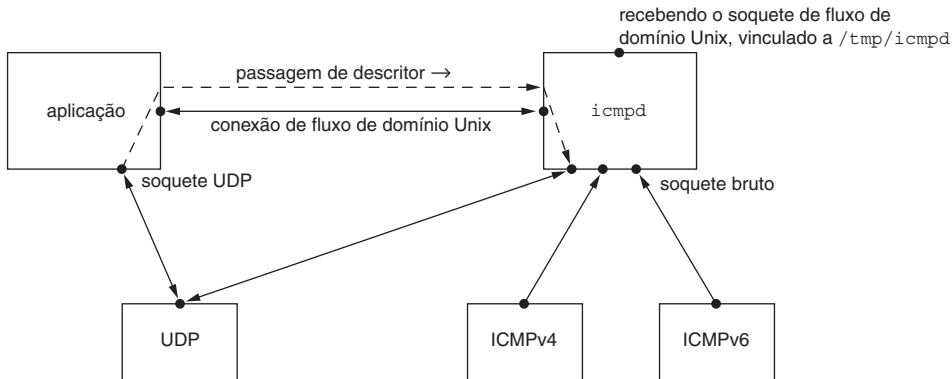 recebendo o soquete de fluxo de
domínio Unix, vinculado a /tmp/icmpd
passagem de descritor →
aplicação
icmpd
conexão de fluxo de domínio Unix
soquete UDP
soquete bruto
UDP
ICMPv4
ICMPv6